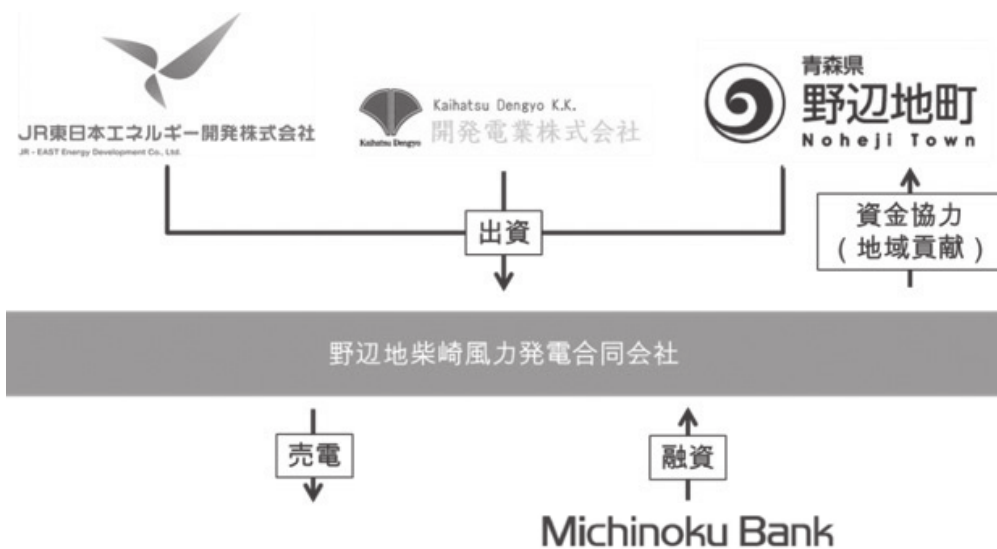 JR東日本エネルギー開発株式会社
JR - EAST Energy Development Co., Ltd.
Kaihatsu Dengyo
Kaihatsu Dengyo K.K.
開発電業株式会社
青森県
野辺地町
Noheji Town
出資
資金協力
(地域貢献)
野辺地柴崎風力発電合同会社
売電
融資
Michinoku Bank